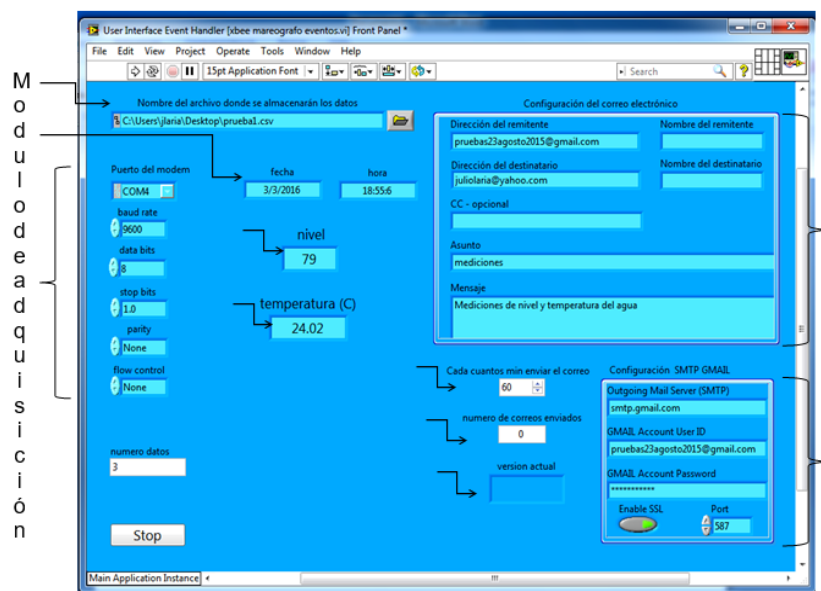 User Interface Event Handler [xbee mareografo eventos.vi] Front Panel *
File Edit View Project Operate Tools Window Help
15pt Application Font
Search
Modulo de adquisición
Nombre del archivo donde se almacenarán los datos
C:\Users\jlaria\Desktop\prueba1.csv
Configuración del correo electrónico
Dirección del remitente
Nombre del remitente
pruebas23agosto2015@gmail.com
Dirección del destinatario
Nombre del destinatario
juliolaria@yahoo.com
CC - opcional
Asunto
mediciones
Mensaje
Mediciones de nivel y temperatura del agua
Puerto del modem
COM4
fecha
hora
3/3/2016
18:55:6
baud rate
9600
nivel
79
data bits
8
stop bits
1.0
temperatura (C)
24.02
parity
None
flow control
None
Cada cuantos min enviar el correo
60
numero de correos enviados
0
version actual
Configuración SMTP GMAIL
Outgoing Mail Server (SMTP)
smtp.gmail.com
GMAIL Account User ID
pruebas23agosto2015@gmail.com
GMAIL Account Password
***********
Enable SSL
Port
587
numero datos
3
Stop
Main Application Instance